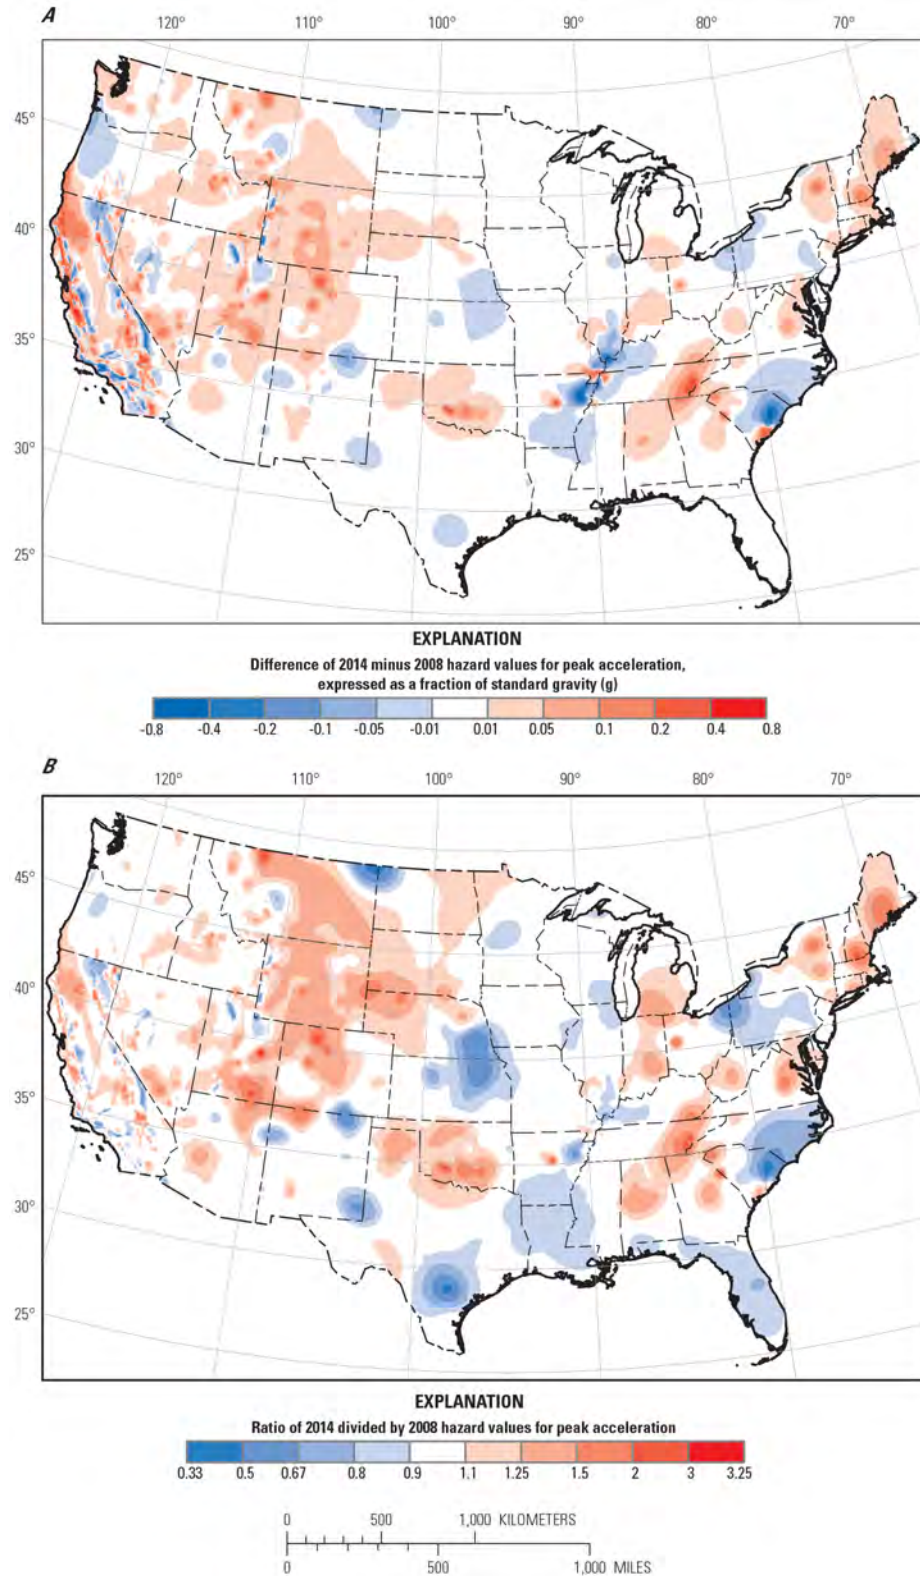 A
120° 110° 100° 90° 80° 70°
45°
40°
35°
30°
25°
EXPLANATION
Difference of 2014 minus 2008 hazard values for peak acceleration,
expressed as a fraction of standard gravity (g)
-0.8 -0.4 -0.2 -0.1 -0.05 -0.01 0.01 0.05 0.1 0.2 0.4 0.8
B
120° 110° 100° 90° 80° 70°
45°
40°
35°
30°
25°
EXPLANATION
Ratio of 2014 divided by 2008 hazard values for peak acceleration
0.33 0.5 0.67 0.8 0.9 1.1 1.25 1.5 2 3 3.25
0 500 1,000 KILOMETERS
0 500 1,000 MILES